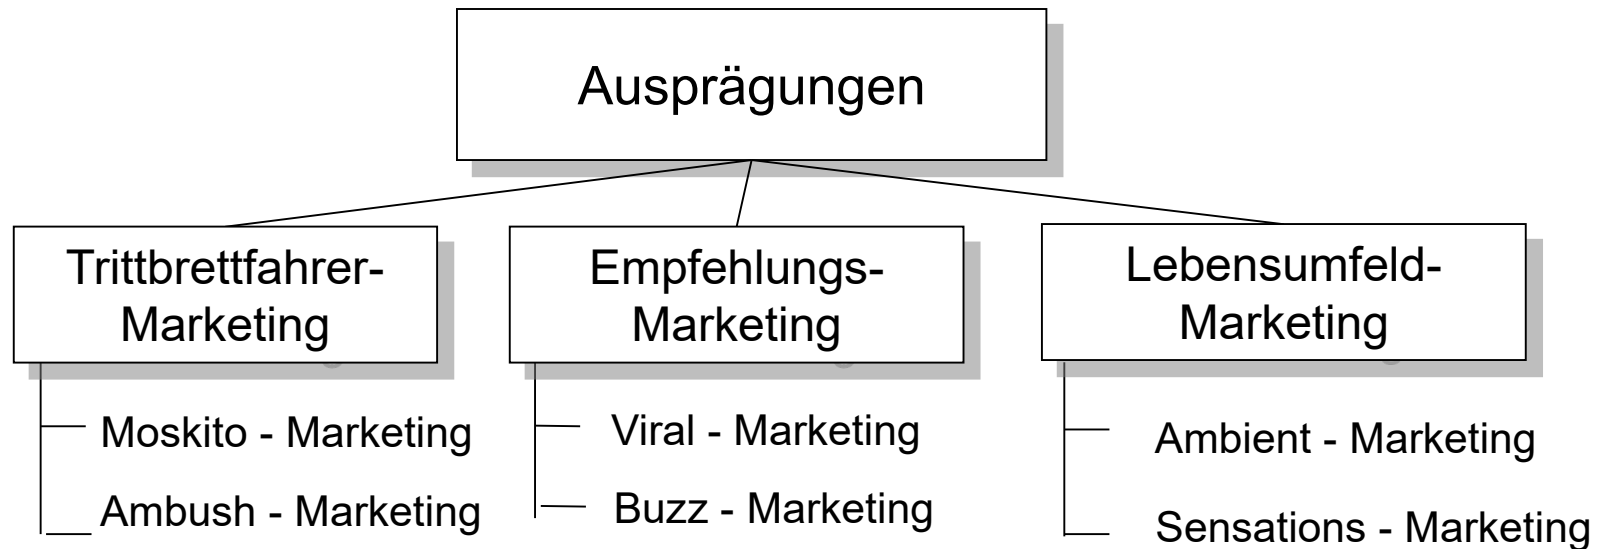 Ausprägungen
Trittbrettfahrer-
Marketing
Moskito - Marketing
Ambush - Marketing
Empfehlungs-
Marketing
Viral - Marketing
Buzz - Marketing
Lebensumfeld-
Marketing
Ambient - Marketing
Sensations - Marketing